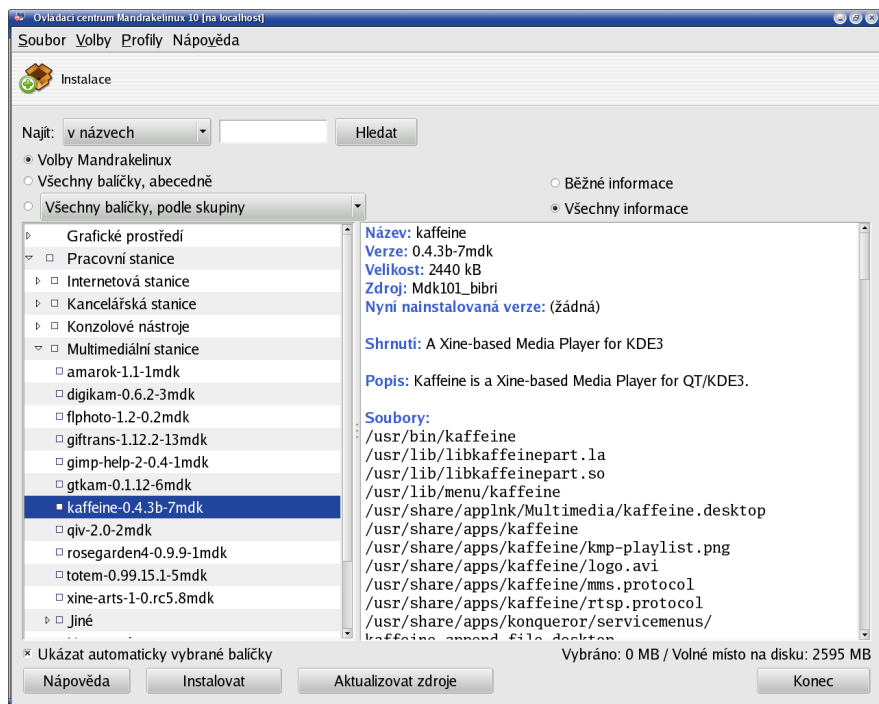 Ovládací centrum Mandrakelinux 10 [na localhost]
Soubor Volby Profily Nápověda
Instalace
Najít: v názvech Hledat
Volby Mandrakelinux
Všechny balíčky, abecedně
Všechny balíčky, podle skupiny
Běžné informace
Všechny informace
Grafické prostředí
Pracovní stanice
Internetová stanice
Kancelářská stanice
Konzolové nástroje
Multimediální stanice
amarok-1.1-1mdk
digikam-0.6.2-3mdk
flphoto-1.2-0.2mdk
giftrans-1.12.2-13mdk
gimp-help-2-0.4-1mdk
gtkam-0.1.12-6mdk
kaffeine-0.4.3b-7mdk
qiv-2.0-2mdk
rosegarden4-0.9.9-1mdk
totem-0.99.15.1-5mdk
xine-arts-1-0.rc5.8mdk
Jiné
Název: kaffeine
Verze: 0.4.3b-7mdk
Velikost: 2440 kB
Zdroj: Mdk101_bibri
Nyní nainstalovaná verze: (žádná)
Shrnutí: A Xine-based Media Player for KDE3
Popis: Kaffeine is a Xine-based Media Player for QT/KDE3.
Soubory:
/usr/bin/kaffeine
/usr/lib/libkaffeinepart.la
/usr/lib/libkaffeinepart.so
/usr/lib/menu/kaffeine
/usr/share/applnk/Multimedia/kaffeine.desktop
/usr/share/apps/kaffeine
/usr/share/apps/kaffeine/kmp-playlist.png
/usr/share/apps/kaffeine/logo.avi
/usr/share/apps/kaffeine/mms.protocol
/usr/share/apps/kaffeine/rtsp.protocol
/usr/share/apps/konqueror/servicemenus/
kaffeine_append_file.desktop
Ukázat automaticky vybrané balíčky
Vybráno: 0 MB / Volné místo na disku: 2595 MB
Nápověda Instalovat Aktualizovat zdroje Konec